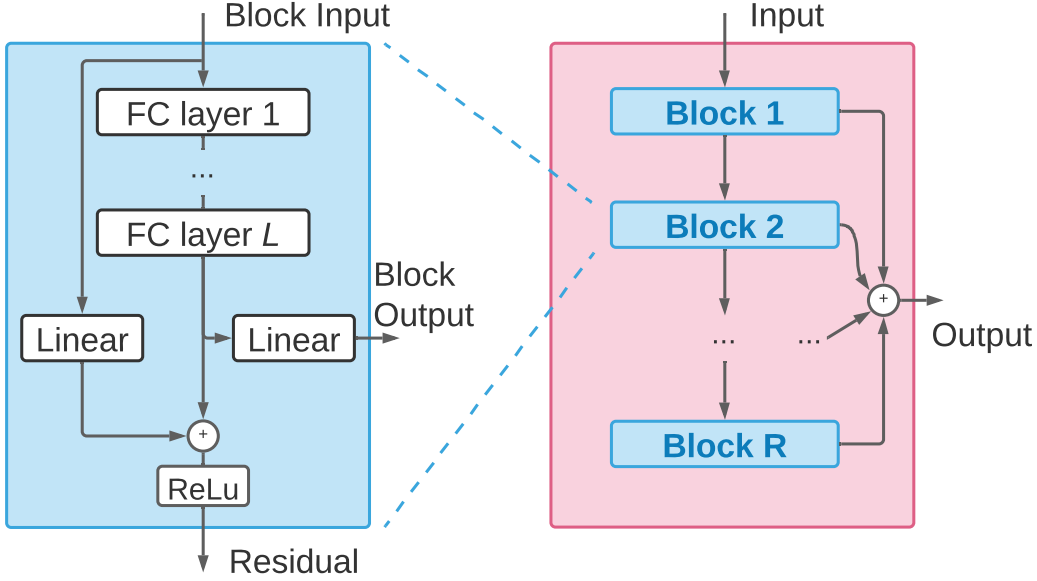 Block Input
FC layer 1
...
FC layer L
Block
Output
Linear
Linear
+
ReLu
Residual
Input
Block 1
Block 2
+
Output
... ...
Block R